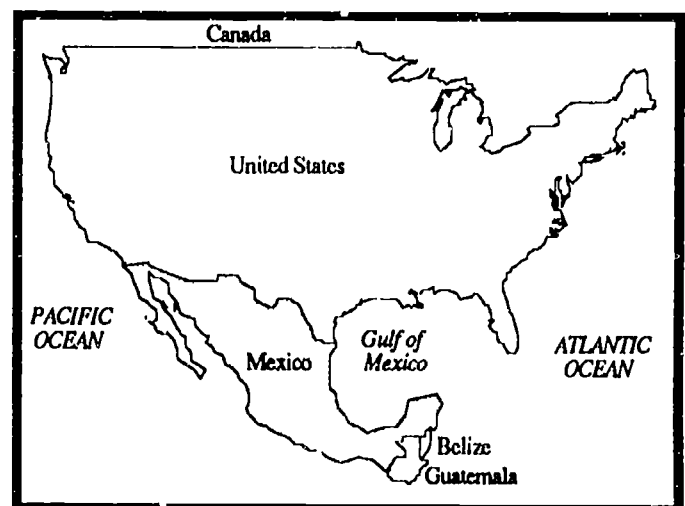 Canada
United States
PACIFIC
OCEAN
Mexico
Gulf of
Mexico
ATLANTIC
OCEAN
Belize
Guatemala